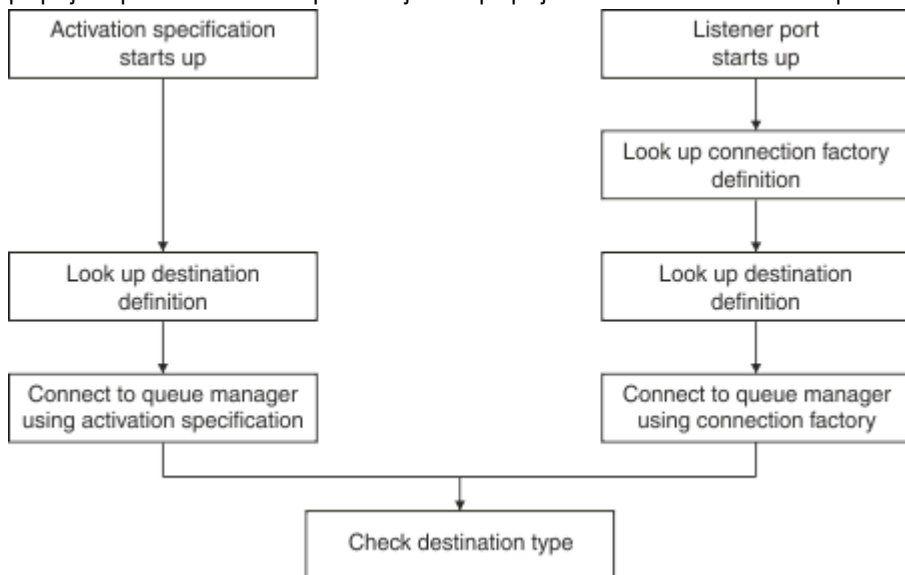 Activation specification
starts up
Listener port
starts up
Look up connection factory
definition
Look up destination
definition
Look up destination
definition
Connect to queue manager
using activation specification
Connect to queue manager
using connection factory
Check destination type